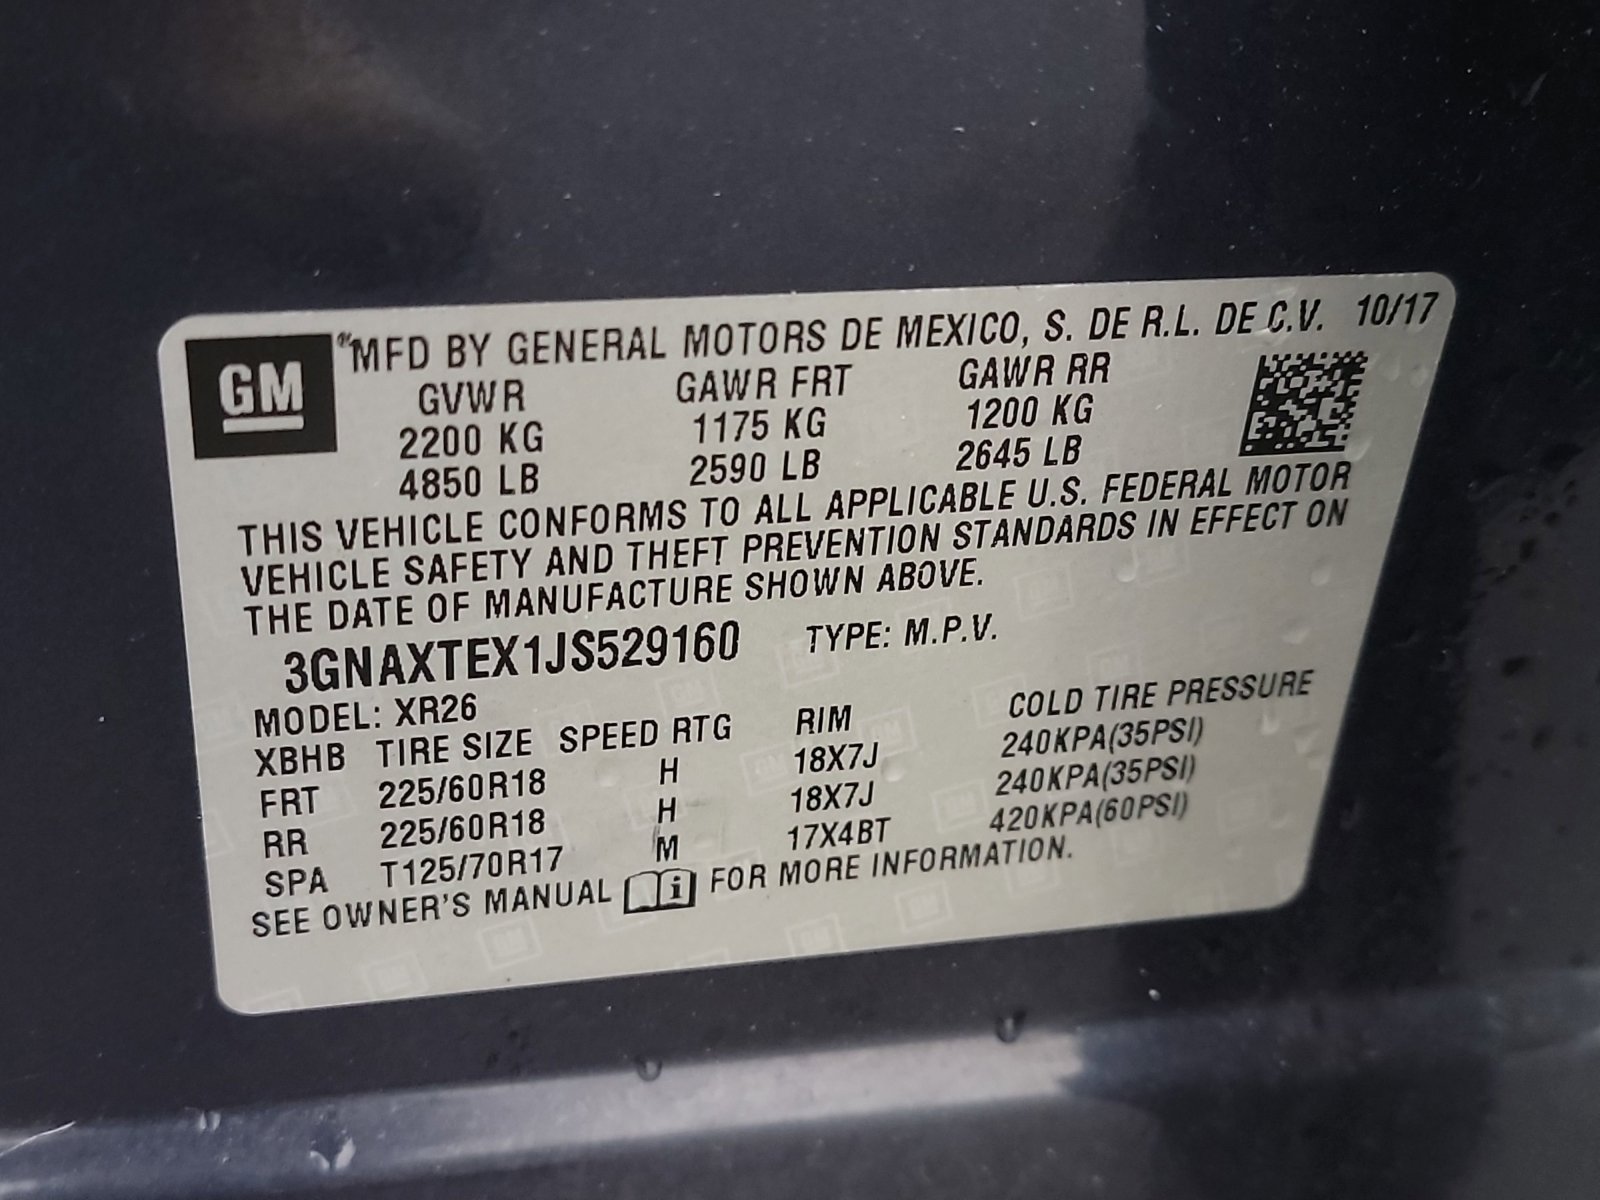 GM
MFD BY GENERAL MOTORS DE MEXICO, S. DE R.L. DE C.V. 10/17
GVWR GAWR FRT GAWR RR
2200 KG 1175 KG 1200 KG
4850 LB 2590 LB 2645 LB
THIS VEHICLE CONFORMS TO ALL APPLICABLE U.S. FEDERAL MOTOR
VEHICLE SAFETY AND THEFT PREVENTION STANDARDS IN EFFECT ON
THE DATE OF MANUFACTURE SHOWN ABOVE.
3GNAXTEX1JS529160 TYPE: M.P.V.
MODEL: XR26
XBHB TIRE SIZE SPEED RTG RIM COLD TIRE PRESSURE
FRT 225/60R18 H 18X7J 240KPA(35PSI)
RR 225/60R18 H 18X7J 240KPA(35PSI)
SPA T125/70R17 M 17X4BT 420KPA(60PSI)
SEE OWNER'S MANUAL i FOR MORE INFORMATION.